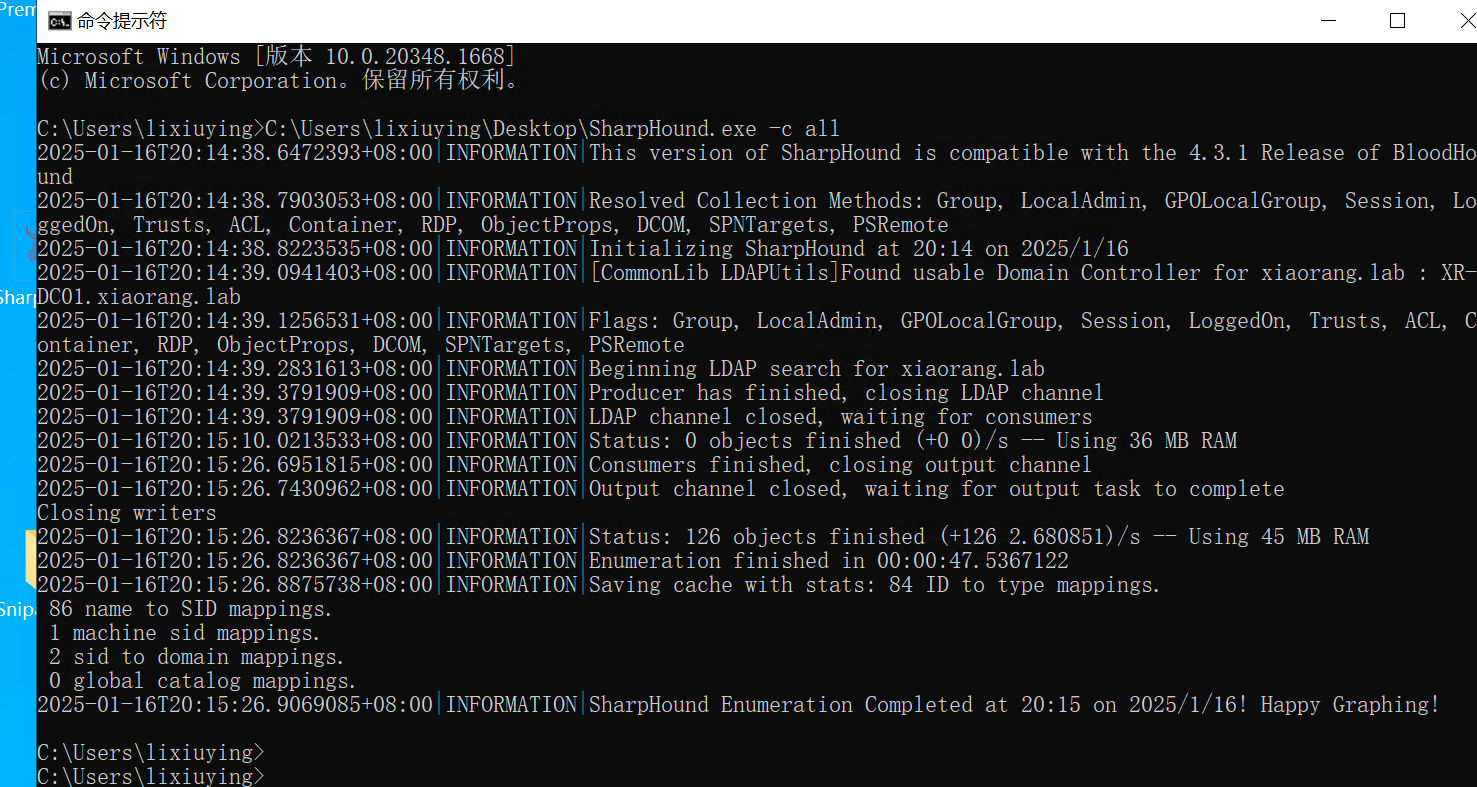 Prem
命令提示符
Microsoft Windows [版本 10.0.20348.1668]
(c) Microsoft Corporation。保留所有权利。
C:\Users\lixiuying>C:\Users\lixiuying\Desktop\SharpHound.exe -c all
2025-01-16T20:14:38.6472393+08:00|INFORMATION|This version of SharpHound is compatible with the 4.3.1 Release of BloodHo
und
2025-01-16T20:14:38.7903053+08:00|INFORMATION|Resolved Collection Methods: Group, LocalAdmin, GPOLocalGroup, Session, Lo
ggedOn, Trusts, ACL, Container, RDP, ObjectProps, DCOM, SPNTargets, PSRemote
2025-01-16T20:14:38.8223535+08:00|INFORMATION|Initializing SharpHound at 20:14 on 2025/1/16
2025-01-16T20:14:39.0941403+08:00|INFORMATION|[CommonLib LDAPUtils]Found usable Domain Controller for xiaorang.lab : XR-
Shar
DC01.xiaorang.lab
2025-01-16T20:14:39.1256531+08:00|INFORMATION|Flags: Group, LocalAdmin, GPOLocalGroup, Session, LoggedOn, Trusts, ACL, C
ontainer, RDP, ObjectProps, DCOM, SPNTargets, PSRemote
2025-01-16T20:14:39.2831613+08:00|INFORMATION|Beginning LDAP search for xiaorang.lab
2025-01-16T20:14:39.3791909+08:00|INFORMATION|Producer has finished, closing LDAP channel
2025-01-16T20:14:39.3791909+08:00|INFORMATION|LDAP channel closed, waiting for consumers
2025-01-16T20:15:10.0213533+08:00|INFORMATION|Status: 0 objects finished (+0 0)/s -- Using 36 MB RAM
2025-01-16T20:15:26.6951815+08:00|INFORMATION|Consumers finished, closing output channel
2025-01-16T20:15:26.7430962+08:00|INFORMATION|Output channel closed, waiting for output task to complete
Closing writers
2025-01-16T20:15:26.8236367+08:00|INFORMATION|Status: 126 objects finished (+126 2.680851)/s -- Using 45 MB RAM
2025-01-16T20:15:26.8236367+08:00|INFORMATION|Enumeration finished in 00:00:47.5367122
2025-01-16T20:15:26.8875738+08:00|INFORMATION|Saving cache with stats: 84 ID to type mappings.
Snipa
86 name to SID mappings.
1 machine sid mappings.
2 sid to domain mappings.
0 global catalog mappings.
2025-01-16T20:15:26.9069085+08:00|INFORMATION|SharpHound Enumeration Completed at 20:15 on 2025/1/16! Happy Graphing!
C:\Users\lixiuying>
C:\Users\lixiuying>